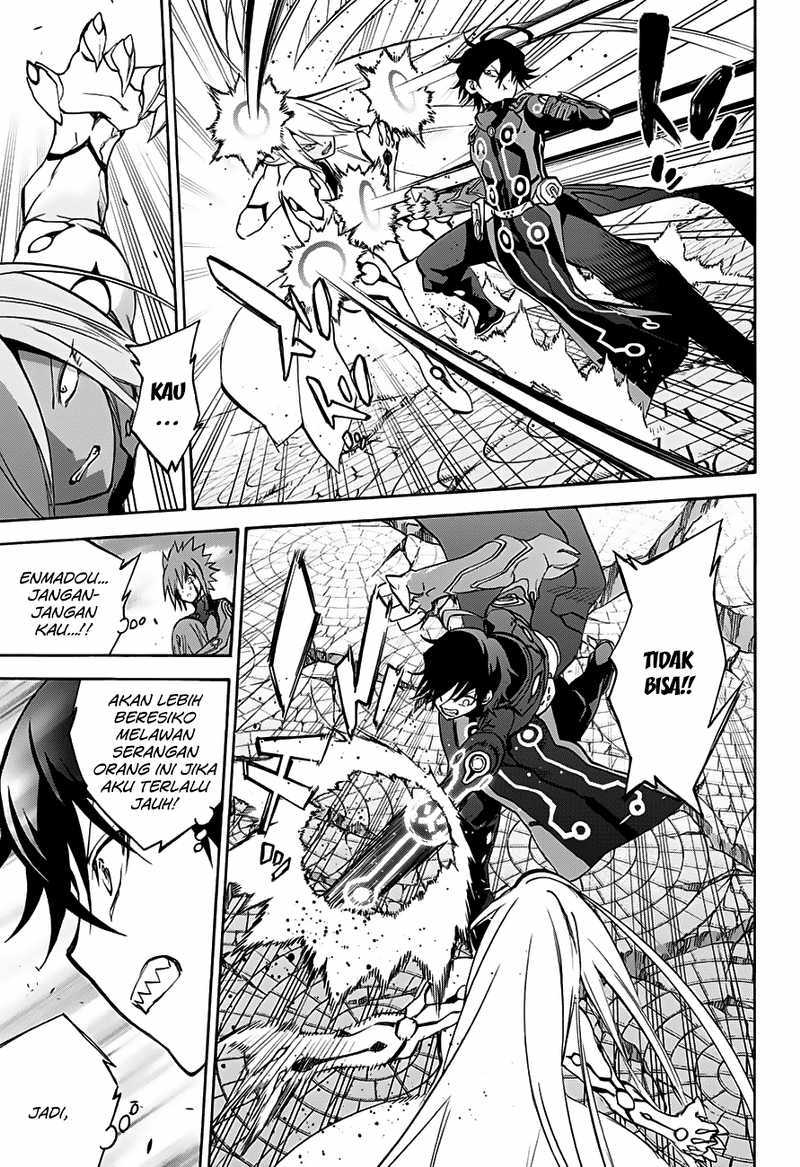 KAU
...
TIDAK
BISA!!
ENMADOU...
JANGAN-
JANGAN
KAU...!!
AKAN LEBIH
BERESIKO
MELAWAN
SERANGAN
ORANG INI JIKA
AKU TERLALU
JAUH!
JADI,